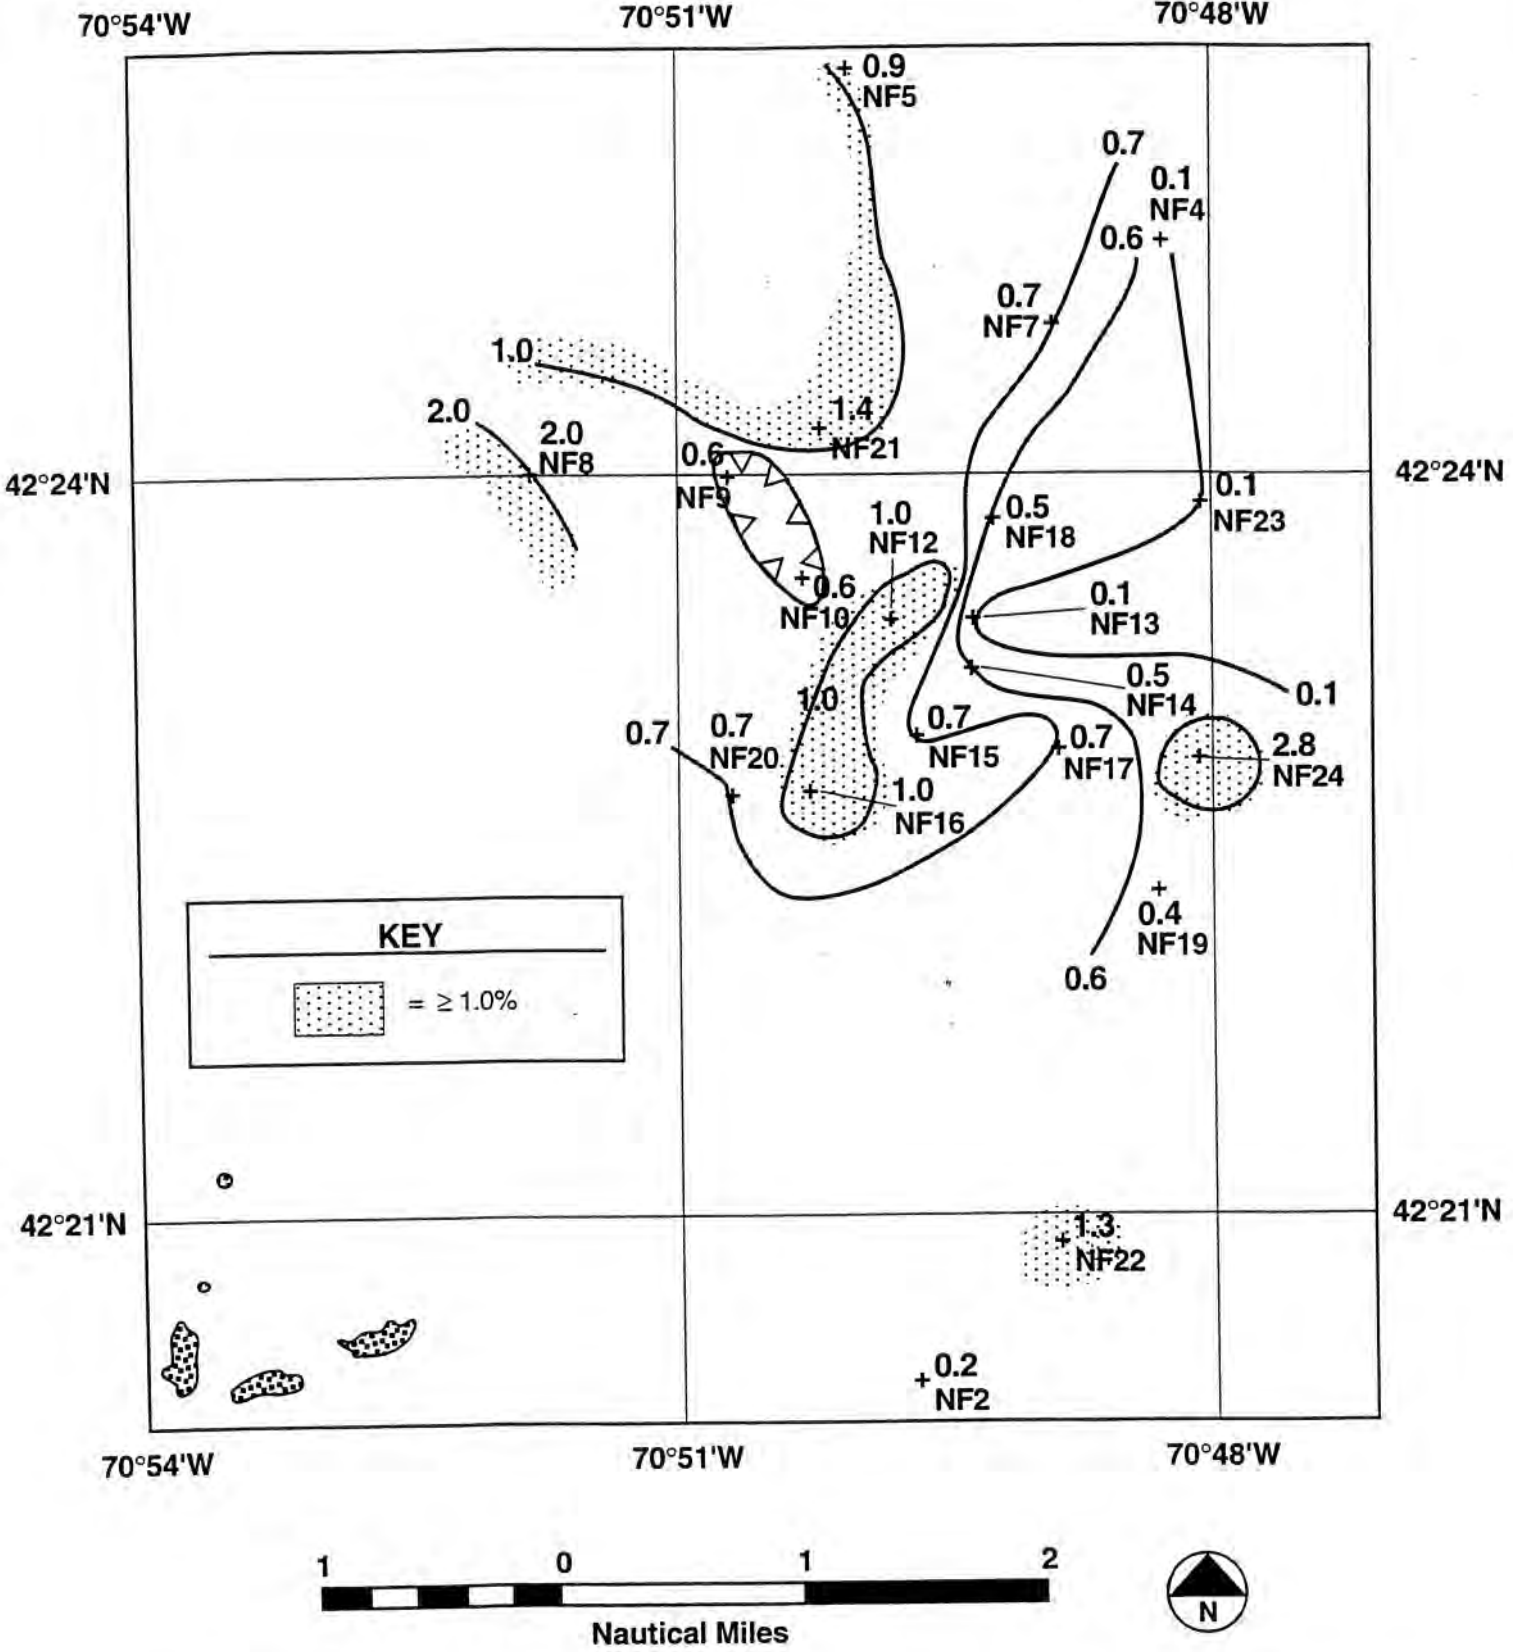 70°54'W
70°51'W
70°48'W
0.9
NF5
0.7
0.1
NF4
0.6
0.7
NF7
1.0
2.0
2.0
NF8
1.4
NF21
0.6
NF9
42°24'N
42°24'N
1.0
NF12
0.5
NF18
0.1
NF23
0.6
NF10
0.1
NF13
0.5
NF14
0.1
1.0
0.7
0.7
NF20
0.7
NF15
0.7
NF17
2.8
NF24
1.0
NF16
0.4
NF19
0.6
KEY
= ≥ 1.0%
42°21'N
42°21'N
1.3
NF22
0.2
NF2
70°54'W
70°51'W
70°48'W
1 0 1 2
Nautical Miles
N